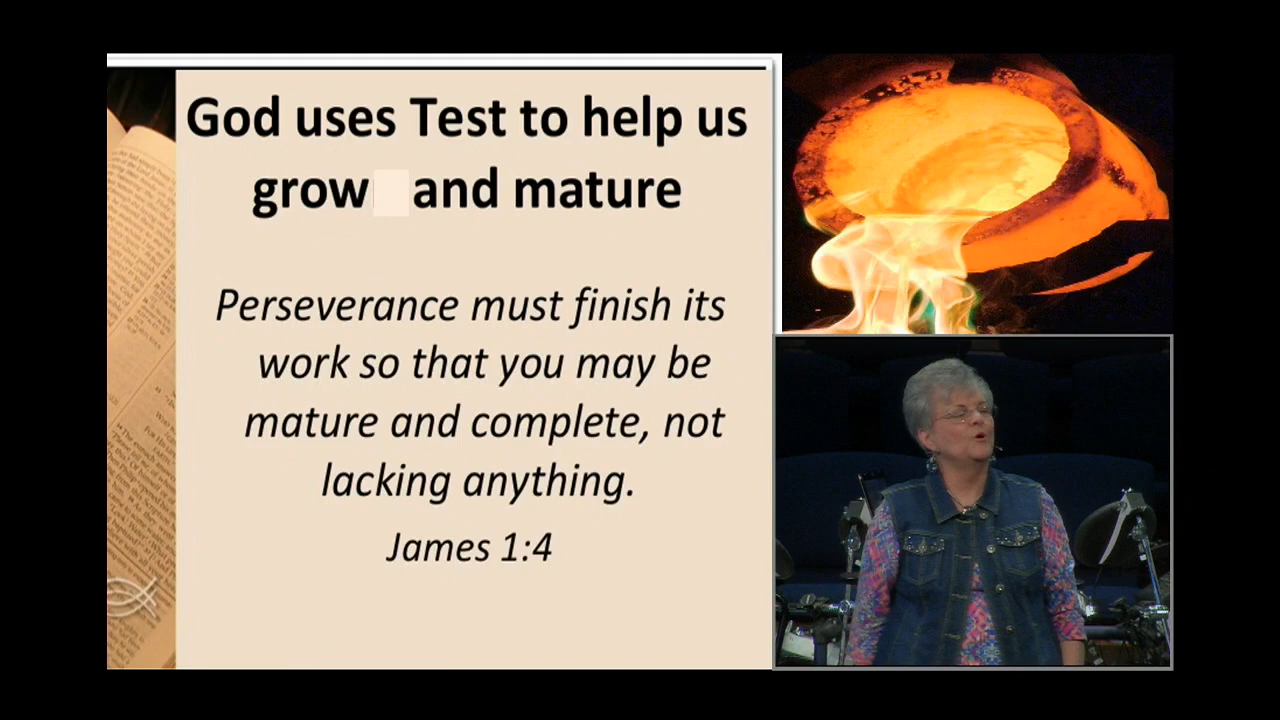 God uses Test to help us
grow and mature
Perseverance must finish its
work so that you may be
mature and complete, not
lacking anything.
James 1:4